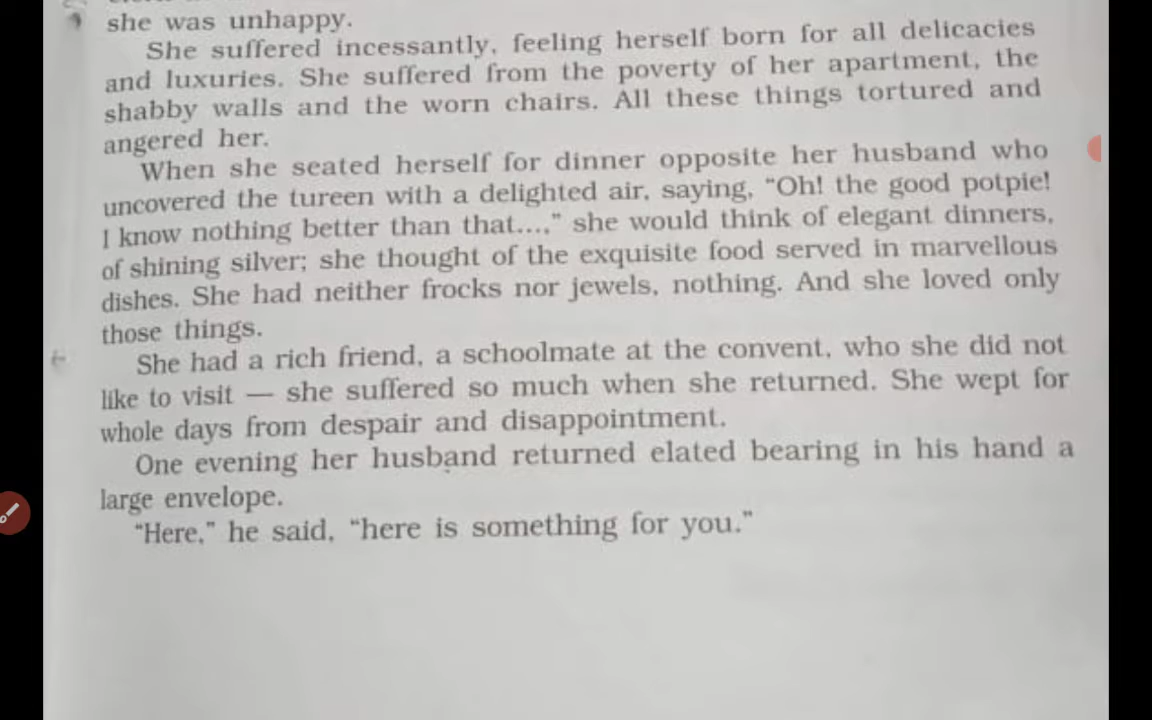 she was unhappy.
She suffered incessantly, feeling herself born for all delicacies
and luxuries. She suffered from the poverty of her apartment, the
shabby walls and the worn chairs. All these things tortured and
angered her.
When she seated herself for dinner opposite her husband who
uncovered the tureen with a delighted air, saying, “Oh! the good potpie!
I know nothing better than that...,” she would think of elegant dinners,
of shining silver; she thought of the exquisite food served in marvellous
dishes. She had neither frocks nor jewels, nothing. And she loved only
those things.
She had a rich friend, a schoolmate at the convent, who she did not
like to visit — she suffered so much when she returned. She wept for
whole days from despair and disappointment.
One evening her husband returned elated bearing in his hand a
large envelope.
“Here,” he said, “here is something for you.”